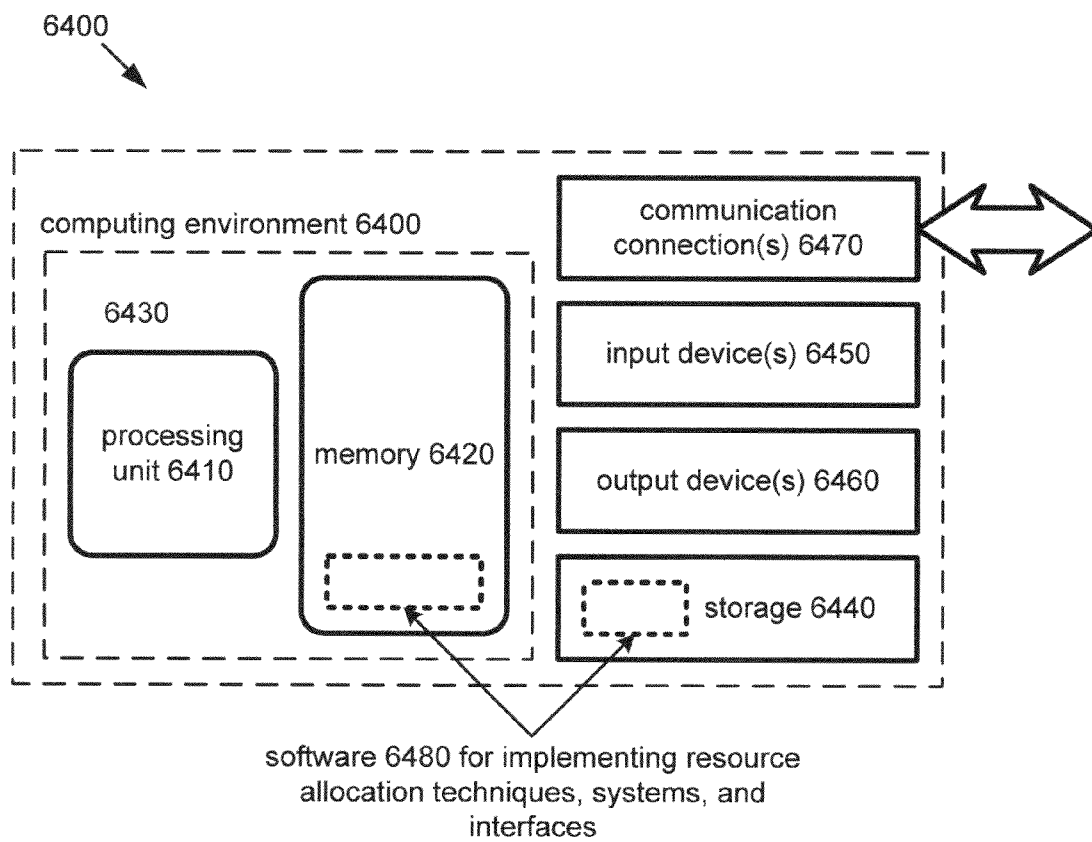 6400
computing environment 6400
6430
processing
unit 6410
memory 6420
communication
connection(s) 6470
input device(s) 6450
output device(s) 6460
storage 6440
software 6480 for implementing resource
allocation techniques, systems, and
interfaces